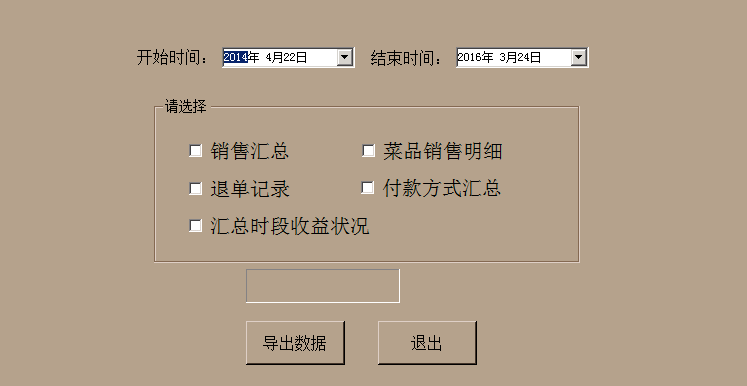 开始时间： 2014年 4月22日 结束时间： 2016年 3月24日
请选择
销售汇总 菜品销售明细
退单记录 付款方式汇总
汇总时段收益状况
导出数据 退出